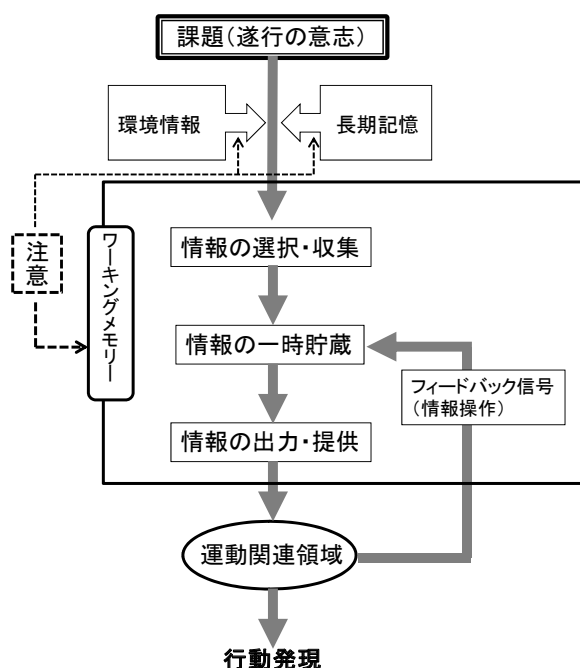 課題(遂行の意志)
環境情報
長期記憶
注意
ワーキングメモリー
情報の選択・収集
情報の一時貯蔵
フィードバック信号
(情報操作)
情報の出力・提供
運動関連領域
行動発現